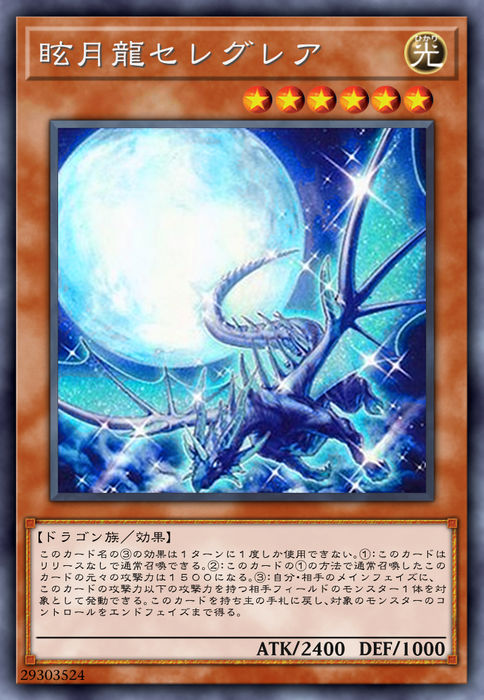 眩月龍セレグレア
ひかり
光
【ドラゴン族／効果】
このカード名の③の効果は１ターンに１度しか使用できない。①：このカードは
リリースなしで通常召喚できる。②：このカードの①の方法で通常召喚したこの
カードの元々の攻撃力は１５００になる。③：自分・相手のメインフェイズに、
このカードの攻撃力以下の攻撃力を持つ相手フィールドのモンスター１体を対
象として発動できる。このカードを持ち主の手札に戻し、対象のモンスターのコ
ントロールをエンドフェイズまで得る。
ATK/2400 DEF/1000
29303524